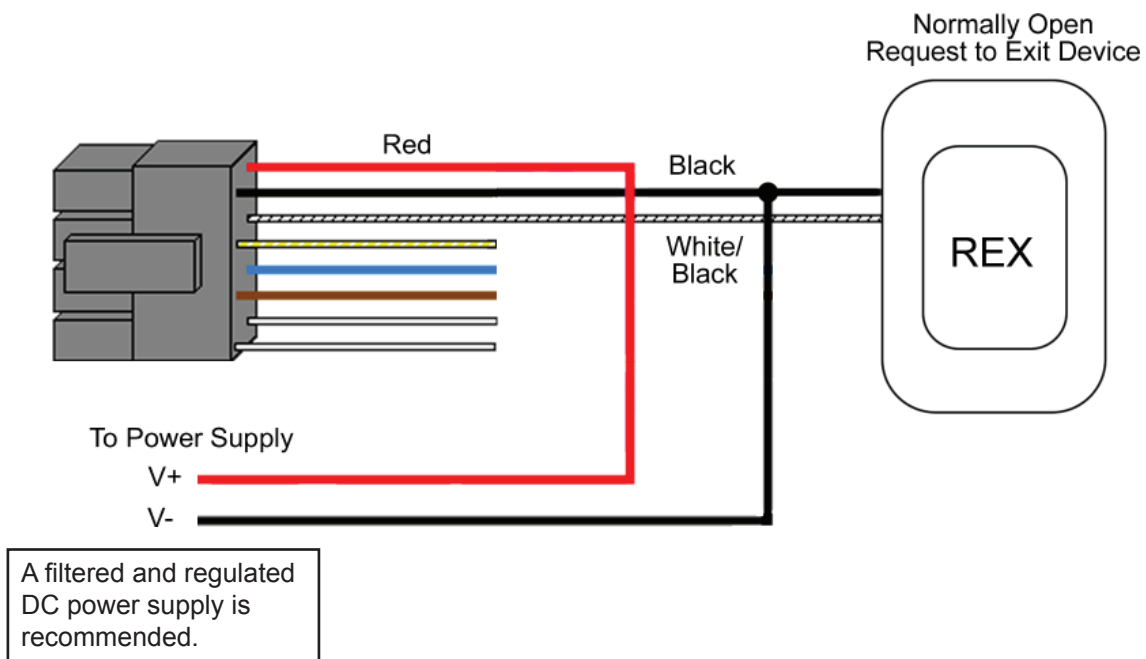 Normally Open
Request to Exit Device
Red
Black
White/
Black
REX
To Power Supply
V+
V-
A filtered and regulated
DC power supply is
recommended.